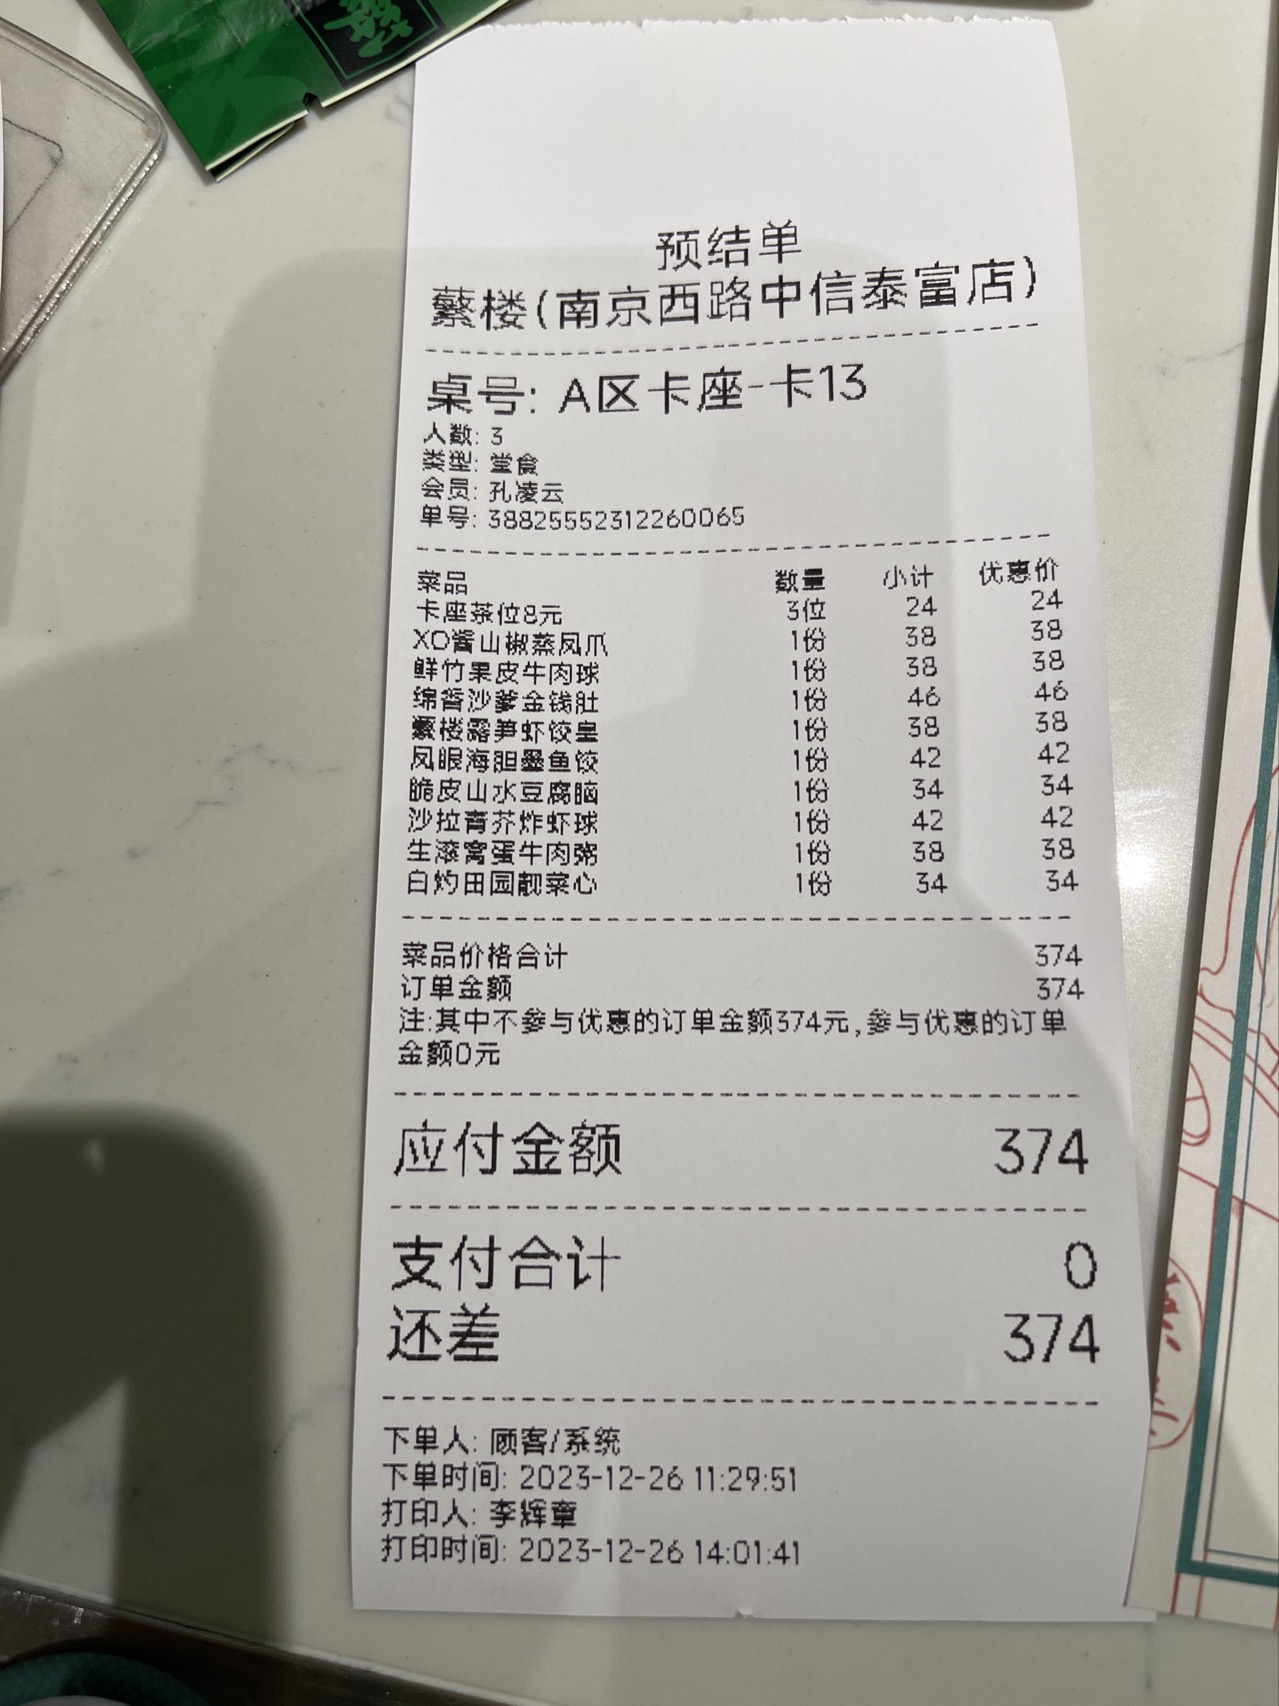 预结单
蘩楼(南京西路中信泰富店)
桌号: A区卡座-卡13
人数: 3
类型: 堂食
会员: 孔凌云
单号: 38825552312260065
菜品 数量 小计 优惠价
卡座茶位8元 3位 24 24
XO酱山椒蒸凤爪 1份 38 38
鲜竹果皮牛肉球 1份 38 38
绵香沙爹金钱肚 1份 46 46
蘩楼露笋虾饺皇 1份 38 38
凤眼海胆墨鱼饺 1份 42 42
脆皮山水豆腐脑 1份 34 34
沙拉青芥炸虾球 1份 42 42
生滚窝蛋牛肉粥 1份 38 38
白灼田园靓菜心 1份 34 34
菜品价格合计 374
订单金额 374
注:其中不参与优惠的订单金额374元,参与优惠的订单
金额0元
应付金额 374
支付合计 0
还差 374
下单人: 顾客/系统
下单时间: 2023-12-26 11:29:51
打印人: 李辉章
打印时间: 2023-12-26 14:01:41